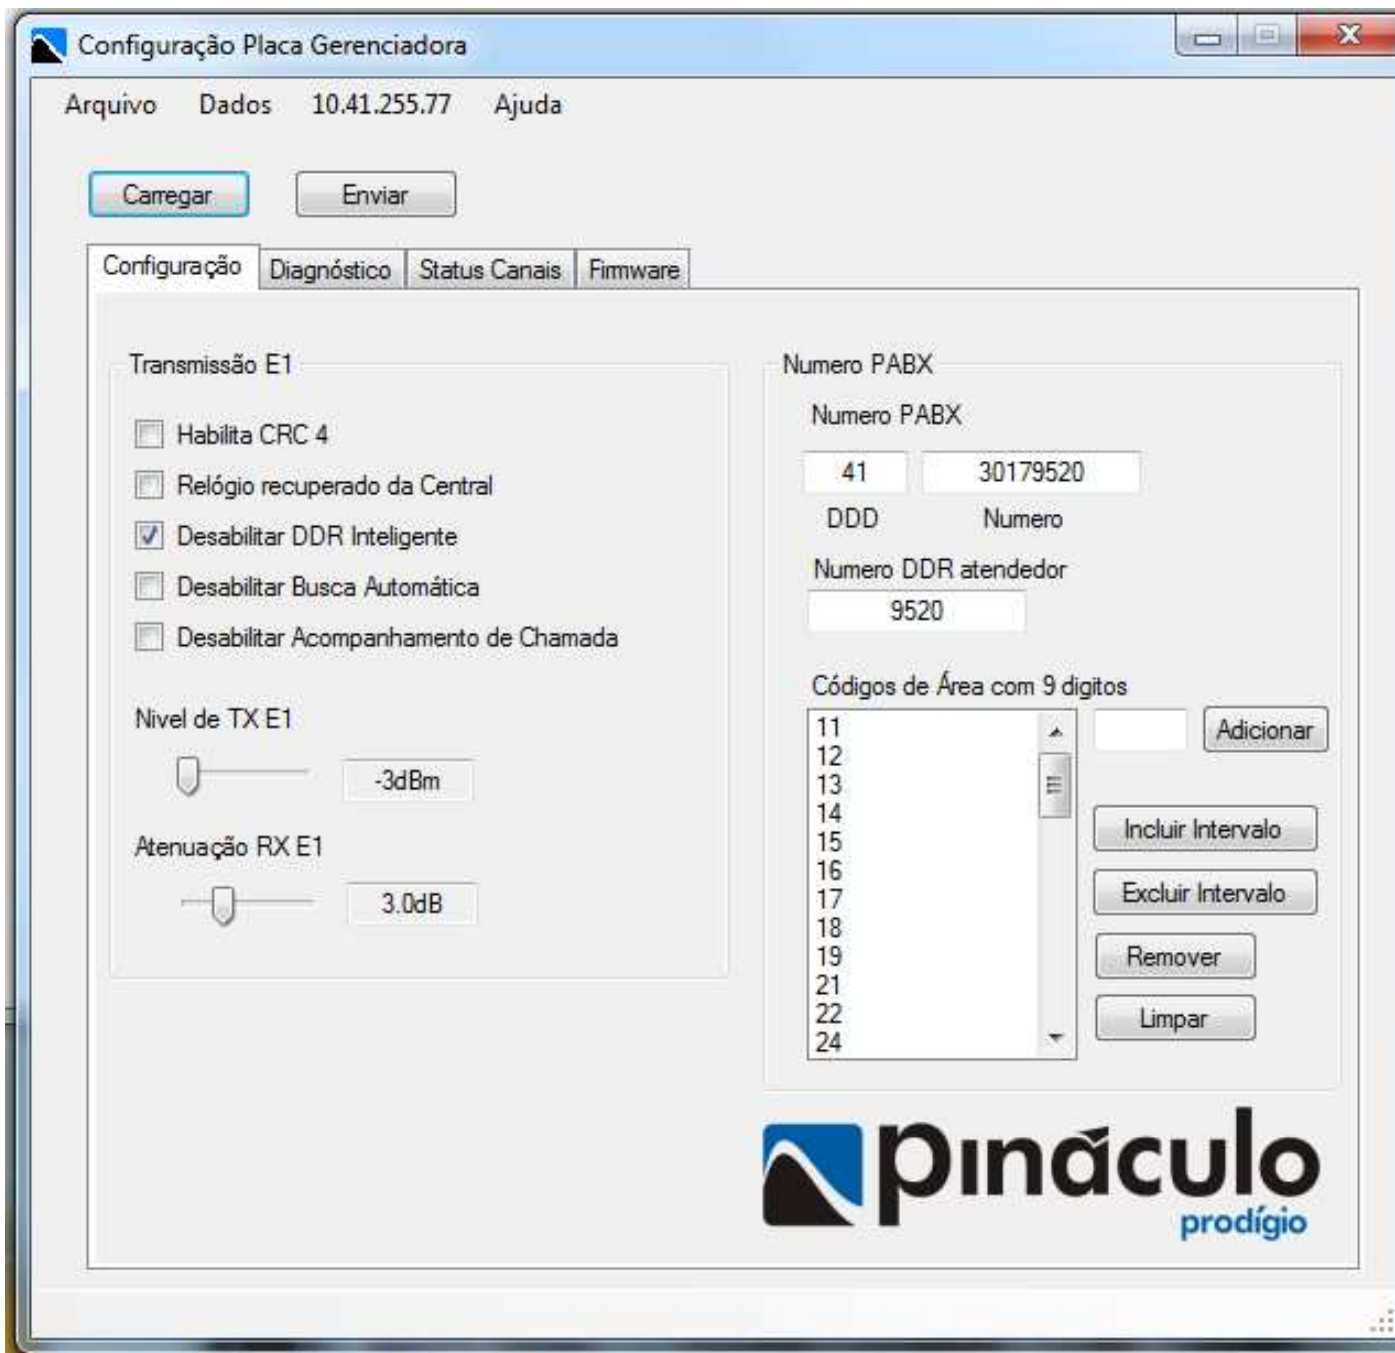 Configuração Placa Gerenciadora
Arquivo Dados 10.41.255.77 Ajuda
Carregar Enviar
Configuração Diagnóstico Status Canais Firmware
Transmissão E1
Habilita CRC 4
Relógio recuperado da Central
Desabilitar DDR Inteligente
Desabilitar Busca Automática
Desabilitar Acompanhamento de Chamada
Nivel de TX E1
-3dBm
Atenuação RX E1
3.0dB
Numero PABX
Numero PABX
41 30179520
DDD Numero
Numero DDR atendedor
9520
Códigos de Área com 9 digitos
11
12
13
14
15
16
17
18
19
21
22
24
Adicionar
Incluir Intervalo
Excluir Intervalo
Remover
Limpar
pináculo
prodígio